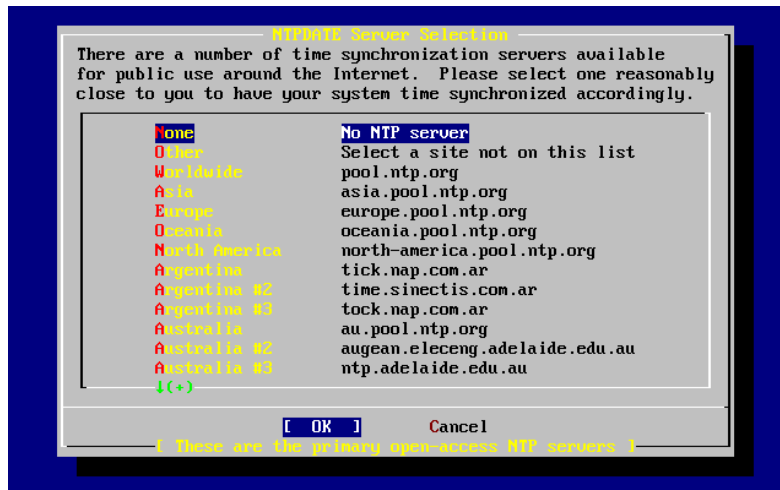 NTPDATE Server Selection
There are a number of time synchronization servers available
for public use around the Internet.  Please select one reasonably
close to you to have your system time synchronized accordingly.
None No NTP server
Other Select a site not on this list
Worldwide pool.ntp.org
Asia asia.pool.ntp.org
Europe europe.pool.ntp.org
Oceania oceania.pool.ntp.org
North America north-america.pool.ntp.org
Argentina tick.nap.com.ar
Argentina #2 time.sinectis.com.ar
Argentina #3 tock.nap.com.ar
Australia au.pool.ntp.org
Australia #2 augean.eleceng.adelaide.edu.au
Australia #3 ntp.adelaide.edu.au
↓(+)
[ OK ] Cancel
[ These are the primary open-access NTP servers ]